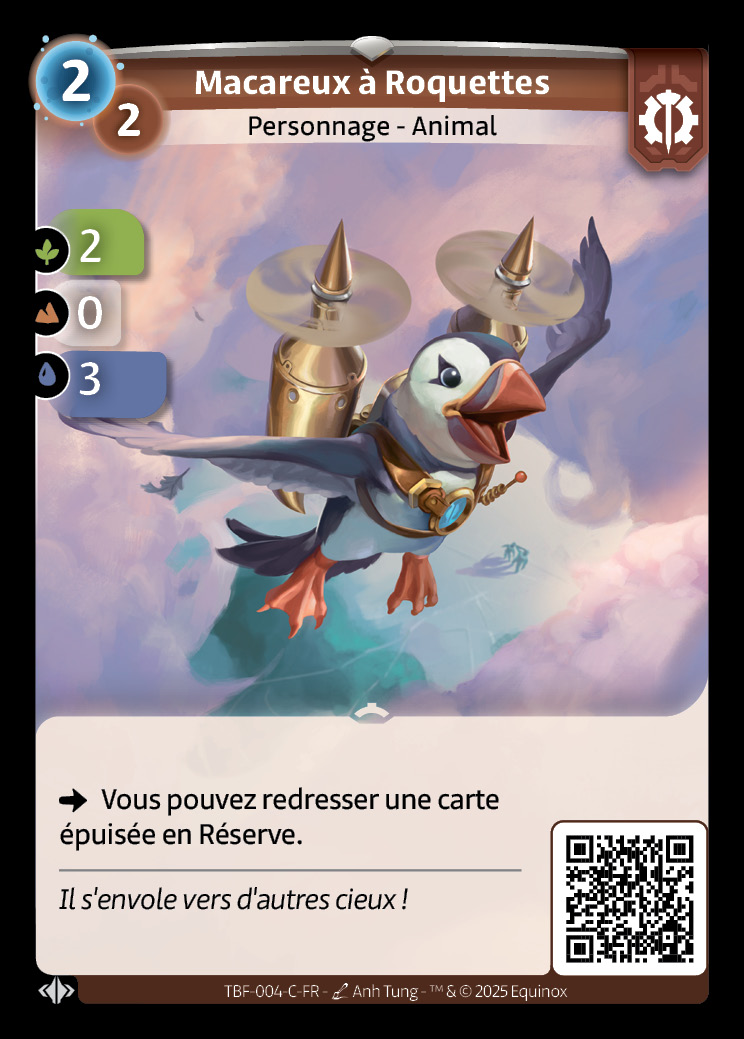 2
Macareux à Roquettes
2
Personnage - Animal
2
0
3
Vous pouvez redresser une carte
épuisée en Réserve.
Il s'envole vers d'autres cieux !
TBF-004-C-FR - Anh Tung - ™ & © 2025 Equinox